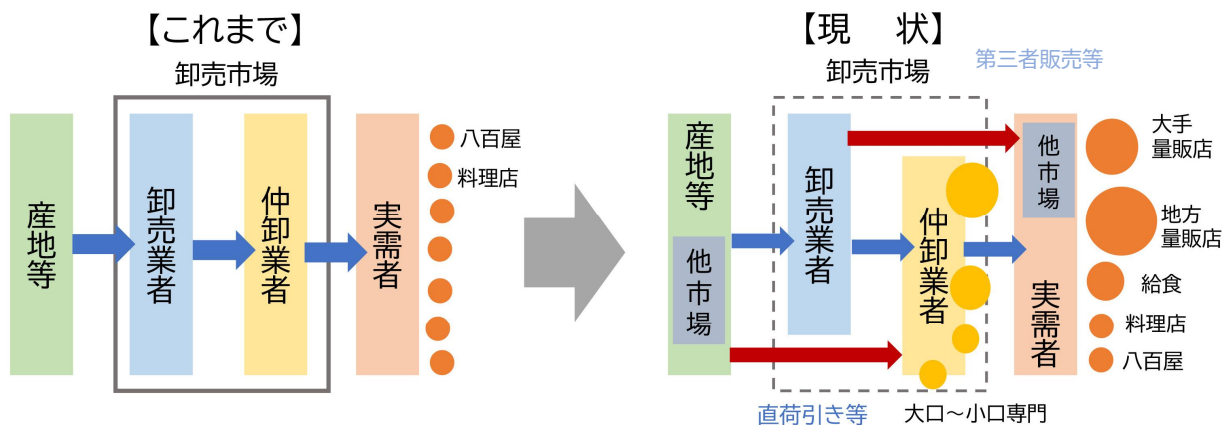 【これまで】
卸売市場
産地等
卸売業者
仲卸業者
実需者
八百屋
料理店
【現　状】
卸売市場
第三者販売等
産地等
他市場
卸売業者
仲卸業者
他市場
実需者
大手
量販店
地方
量販店
給食
料理店
八百屋
直荷引き等
大口～小口専門